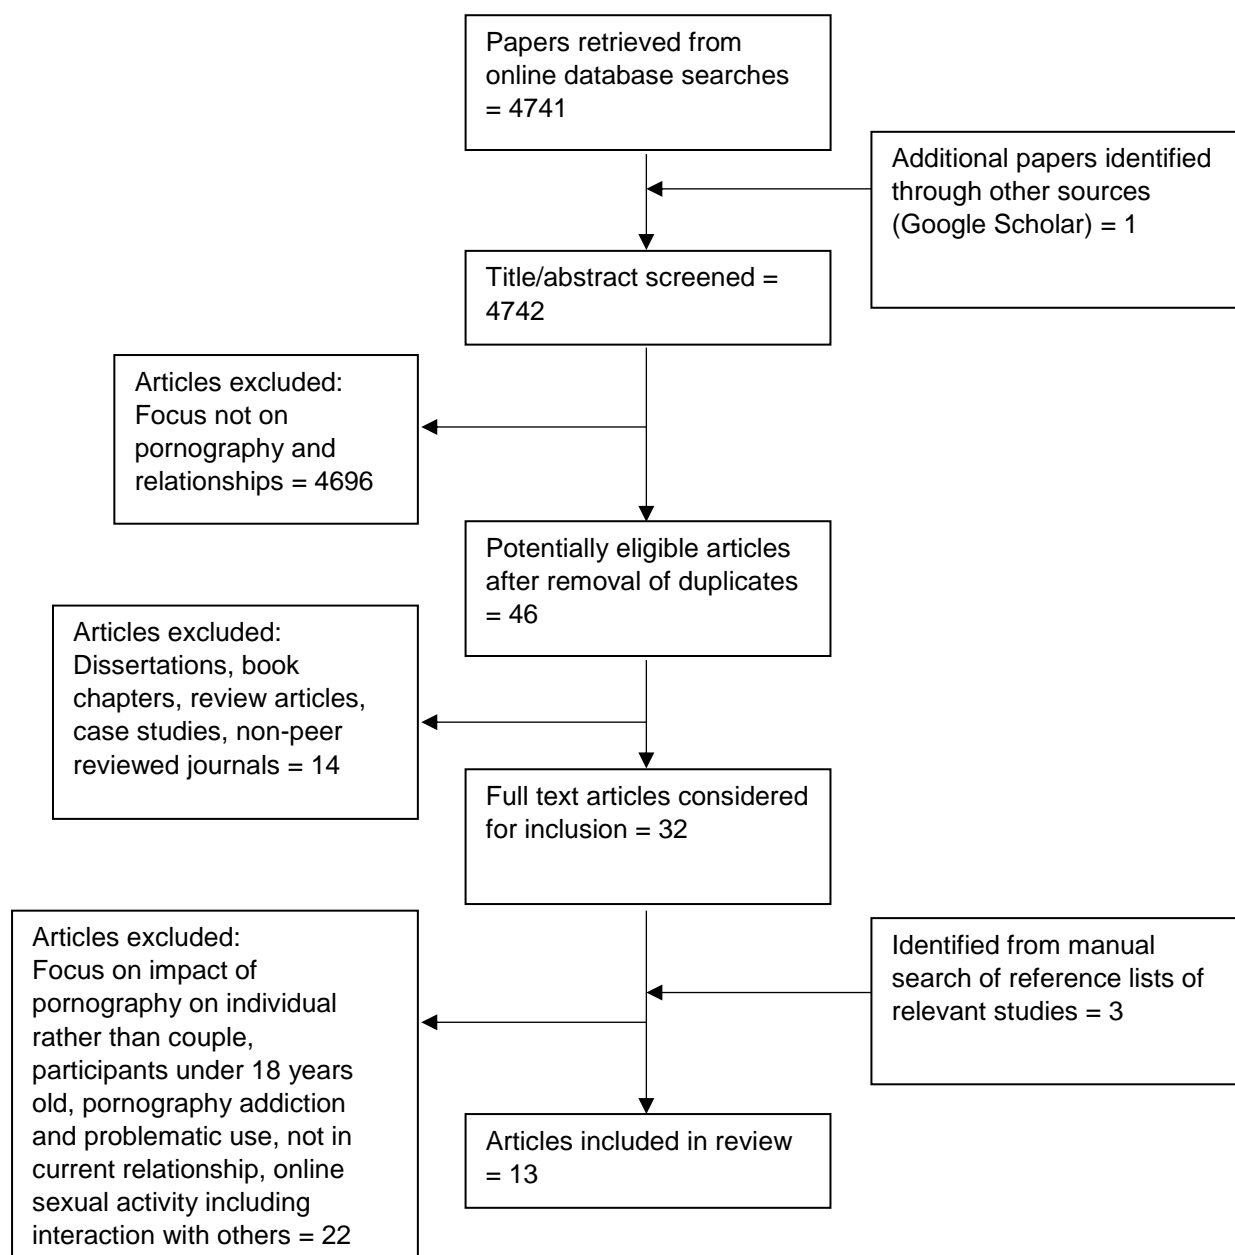 Papers retrieved from
online database searches
= 4741
Additional papers identified
through other sources
(Google Scholar) = 1
Title/abstract screened =
4742
Articles excluded:
Focus not on
pornography and
relationships = 4696
Potentially eligible articles
after removal of duplicates
= 46
Articles excluded:
Dissertations, book
chapters, review articles,
case studies, non-peer
reviewed journals = 14
Full text articles considered
for inclusion = 32
Articles excluded:
Focus on impact of
pornography on individual
rather than couple,
participants under 18 years
old, pornography addiction
and problematic use, not in
current relationship, online
sexual activity including
interaction with others = 22
Identified from manual
search of reference lists of
relevant studies = 3
Articles included in review
= 13